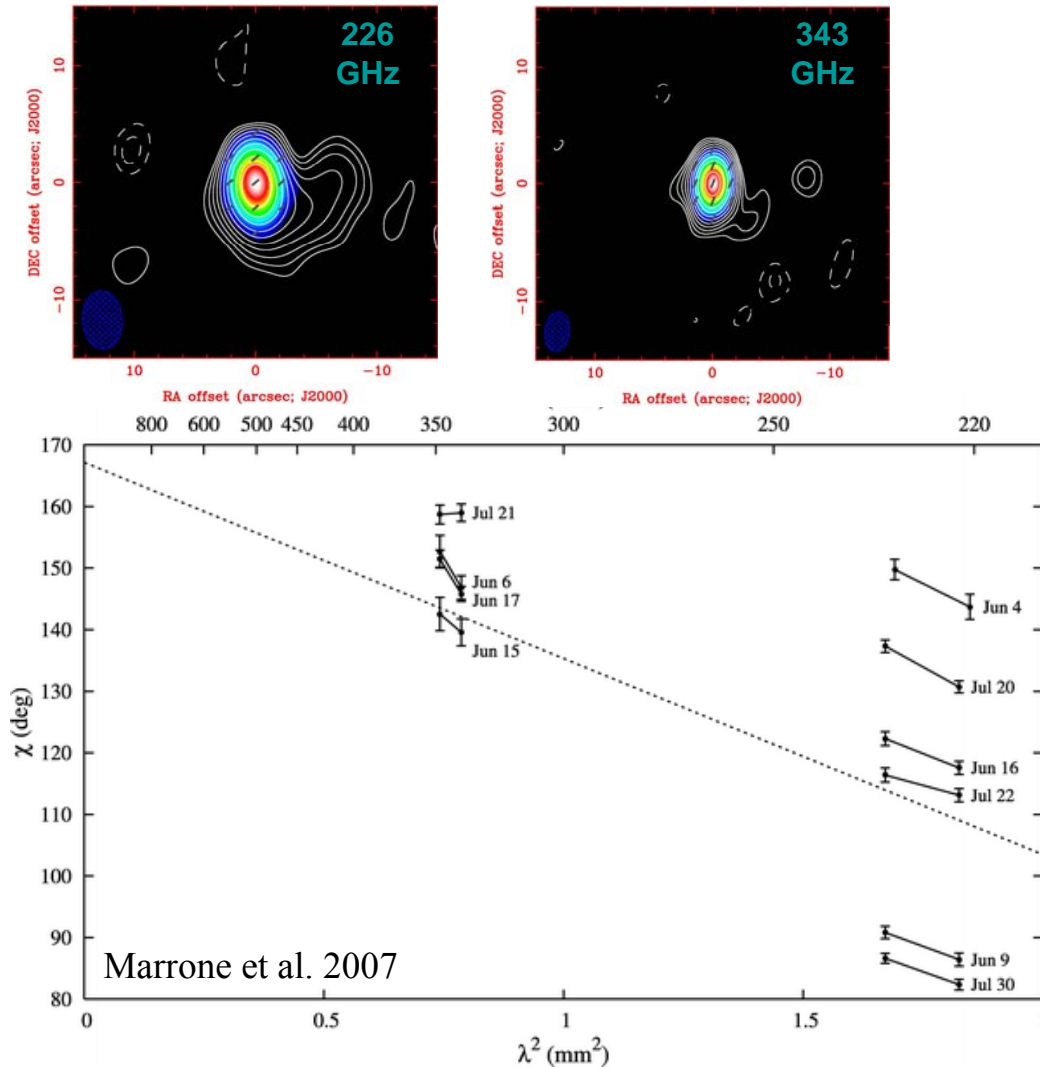 226
GHz
343
GHz
DEC offset (arcsec; J2000)
10
0
-10
10
0
-10
RA offset (arcsec; J2000)
DEC offset (arcsec; J2000)
10
0
-10
10
0
-10
RA offset (arcsec; J2000)
800 600 500 450 400 350 300 250 220
170
160
150
140
130
120
110
100
90
80
χ (deg)
Jul 21
Jun 6
Jun 17
Jun 15
Jun 4
Jul 20
Jun 16
Jul 22
Jun 9
Jul 30
Marrone et al. 2007
0 0.5 1 1.5
λ² (mm²)